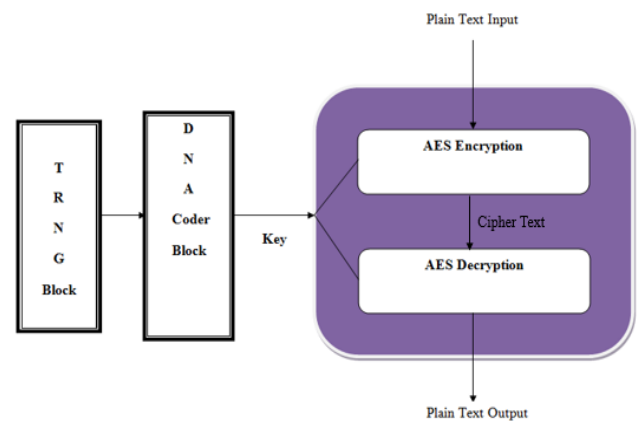 Plain Text Input
T
R
N
G
Block
D
N
A
Coder
Block
Key
AES Encryption
Cipher Text
AES Decryption
Plain Text Output